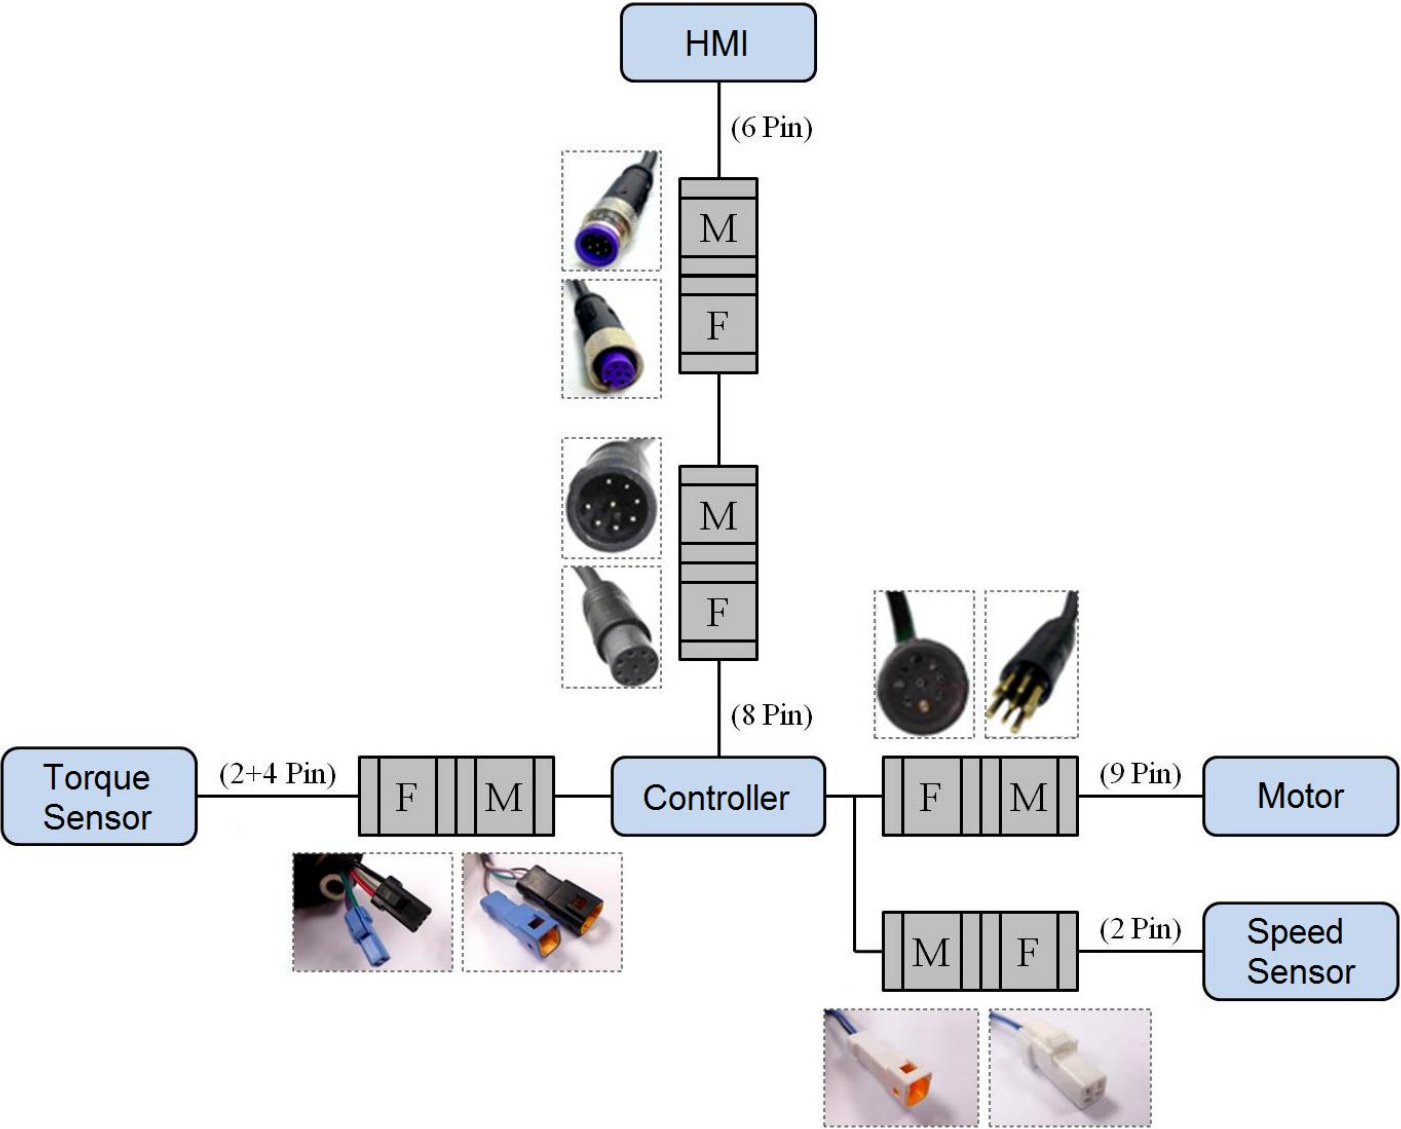 HMI
(6 Pin)
M
F
M
F
(8 Pin)
Torque
Sensor
(2+4 Pin)
F
M
Controller
F
M
(9 Pin)
Motor
M
F
(2 Pin)
Speed
Sensor